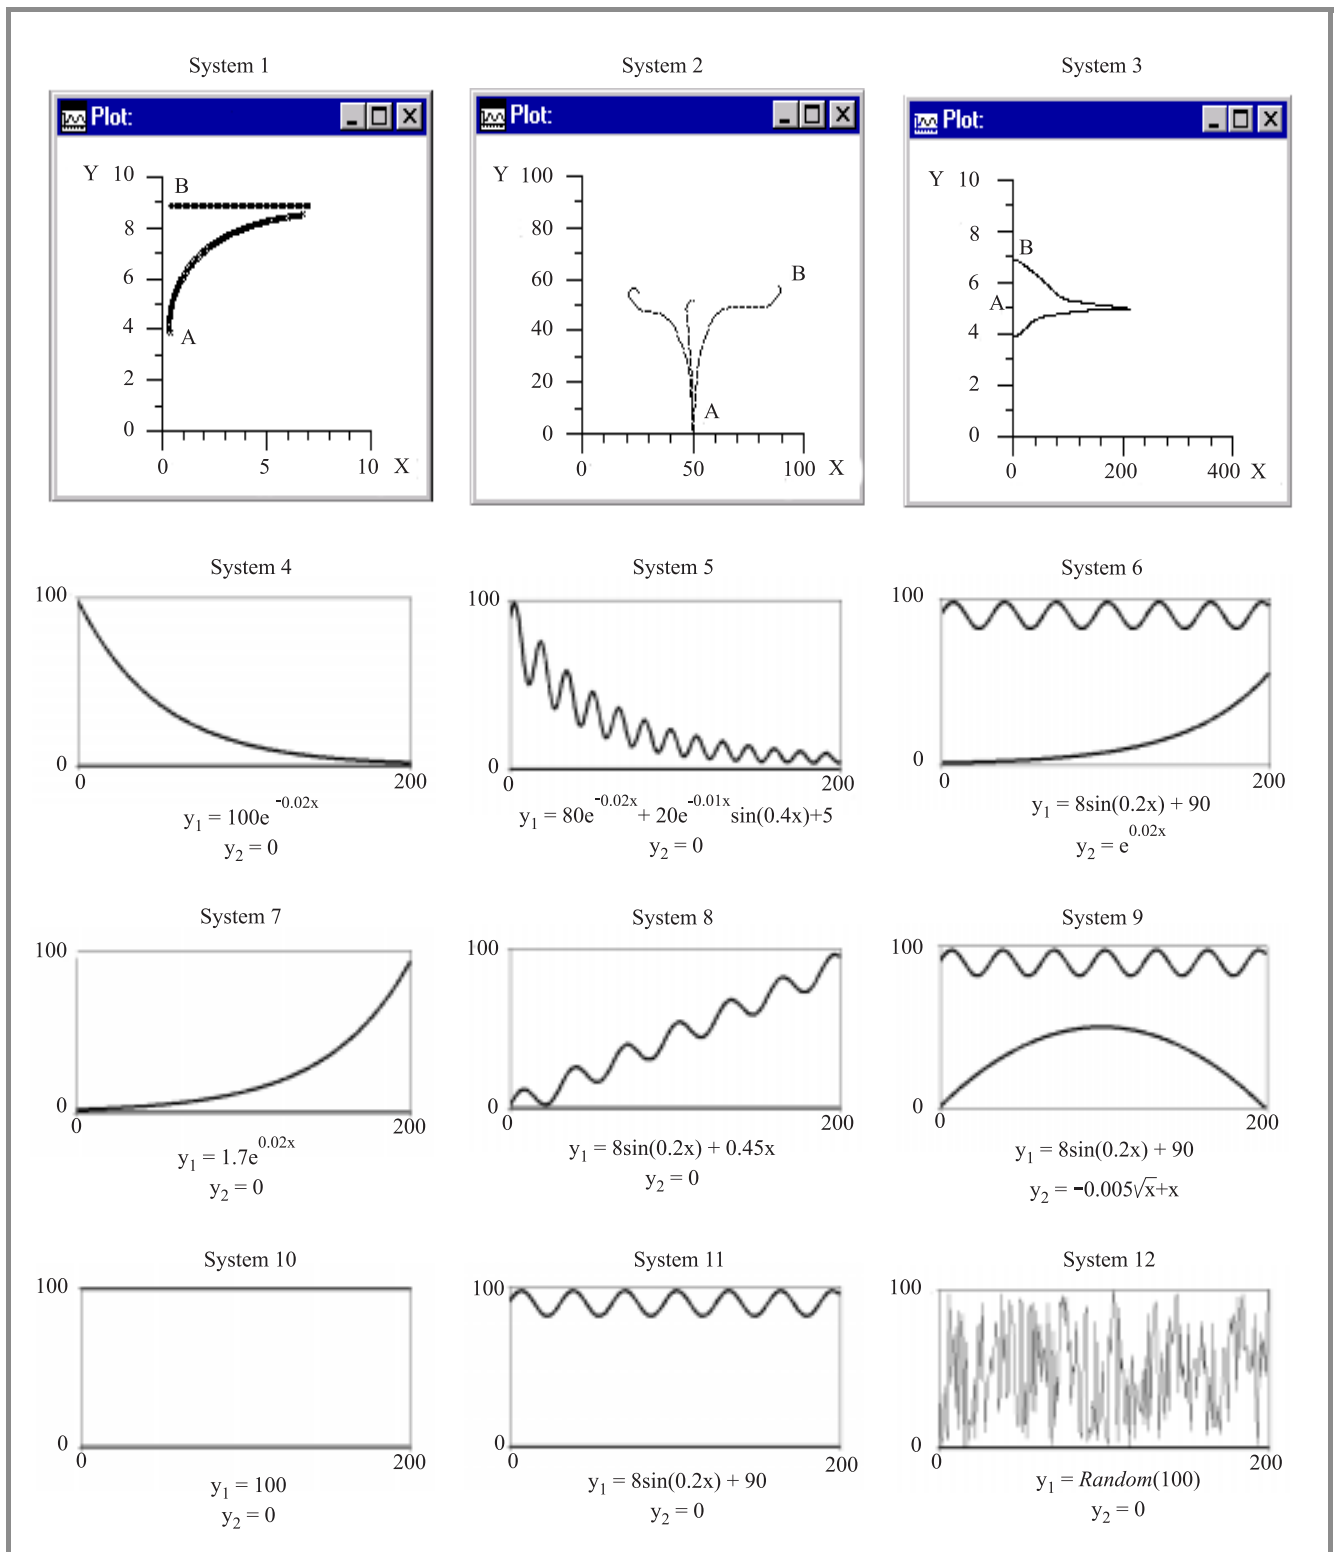 System 1 System 2 System 3
Plot: Plot: Plot:
Y 10 B 8 6 4 A 2 0 0 5 10 X
Y 100 80 60 B 40 20 A 0 0 50 100 X
Y 10 8 B 6 A 4 2 0 0 200 400 X
System 4 System 5 System 6
100 0 0 200
100 0 0 200
100 0 0 200
y₁ = 100e^-0.02x
y₂ = 0
y₁ = 80e^-0.02x + 20e^-0.01x sin(0.4x)+5
y₂ = 0
y₁ = 8sin(0.2x) + 90
y₂ = e^0.02x
System 7 System 8 System 9
100 0 0 200
100 0 0 200
100 0 0 200
y₁ = 1.7e^0.02x
y₂ = 0
y₁ = 8sin(0.2x) + 0.45x
y₂ = 0
y₁ = 8sin(0.2x) + 90
y₂ = -0.005√x+x
System 10 System 11 System 12
100 0 0 200
100 0 0 200
100 0 0 200
y₁ = 100
y₂ = 0
y₁ = 8sin(0.2x) + 90
y₂ = 0
y₁ = Random(100)
y₂ = 0